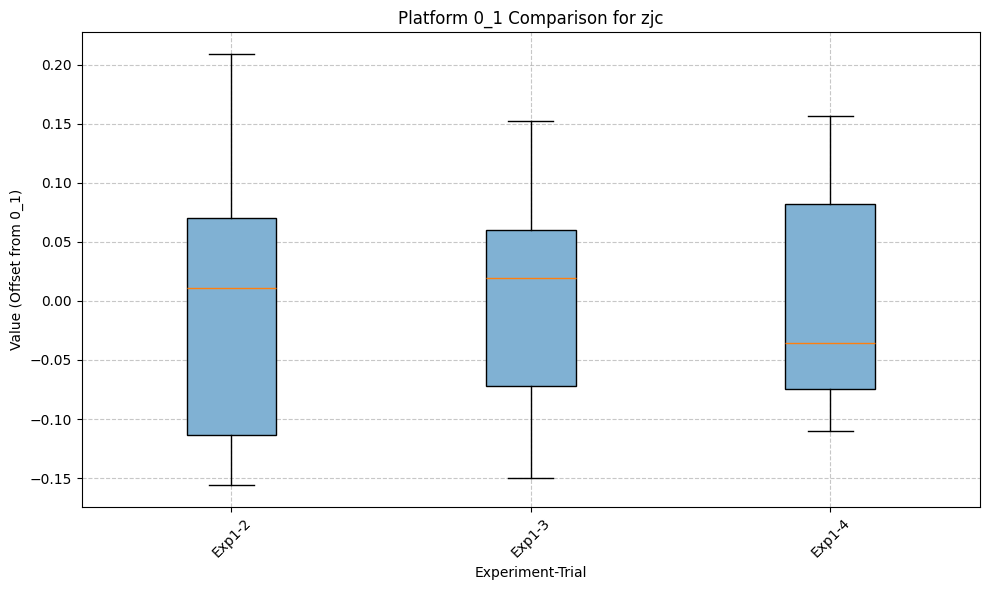 Platform 0_1 Comparison for zjc
Value (Offset from 0_1)
0.20
0.15
0.10
0.05
0.00
−0.05
−0.10
−0.15
Exp1-2
Exp1-3
Exp1-4
Experiment-Trial